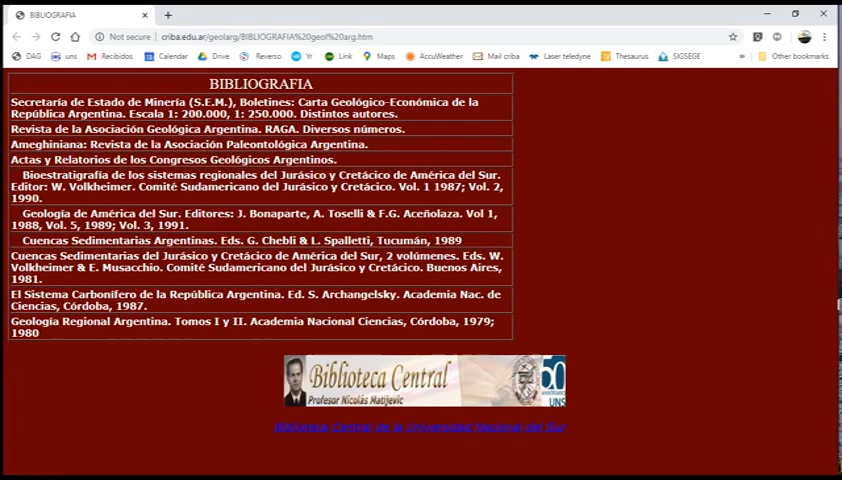 BIBLIOGRAFIA
Not secure | criba.edu.ar/geolarg/BIBLIOGRAFIA%20geol%20arg.htm
DAG uns Recibidos Calendar Drive Reverso Yr Link Maps AccuWeather Mail criba Laser teledyne Thesaurus SIGSEGE » Other bookmarks
BIBLIOGRAFIA
Secretaría de Estado de Minería (S.E.M.), Boletines: Carta Geológico-Económica de la
República Argentina. Escala 1: 200.000, 1: 250.000. Distintos autores.
Revista de la Asociación Geológica Argentina. RAGA. Diversos números.
Ameghiniana: Revista de la Asociación Paleontológica Argentina.
Actas y Relatorios de los Congresos Geológicos Argentinos.
Bioestratigrafía de los sistemas regionales del Jurásico y Cretácico de América del Sur.
Editor: W. Volkheimer. Comité Sudamericano del Jurásico y Cretácico. Vol. 1 1987; Vol. 2,
1990.
Geología de América del Sur. Editores: J. Bonaparte, A. Toselli & F.G. Aceñolaza. Vol 1,
1988, Vol. 5, 1989; Vol. 3, 1991.
Cuencas Sedimentarias Argentinas. Eds. G. Chebli & L. Spalletti, Tucumán, 1989
Cuencas Sedimentarias del Jurásico y Cretácico de América del Sur, 2 volúmenes. Eds. W.
Volkheimer & E. Musacchio. Comité Sudamericano del Jurásico y Cretácico. Buenos Aires,
1981.
El Sistema Carbonífero de la República Argentina. Ed. S. Archangelsky. Academia Nac. de
Ciencias, Córdoba, 1987.
Geología Regional Argentina. Tomos I y II. Academia Nacional Ciencias, Córdoba, 1979;
1980
Biblioteca Central
Profesor Nicolás Matijevic
50
UNS
Biblioteca Central de la Universidad Nacional del Sur